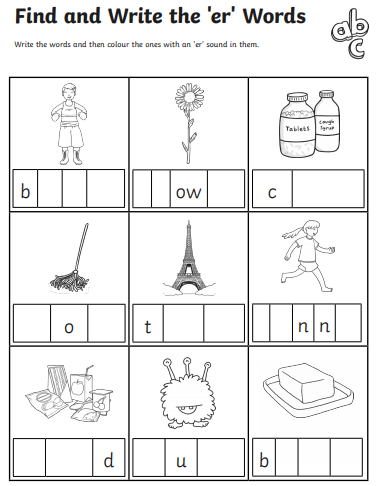 Find and Write the 'er' Words
abc
Write the words and then colour the ones with an 'er' sound in them.
Tablets
Cough Syrup
b
ow
c
o
t
n n
d
u
b